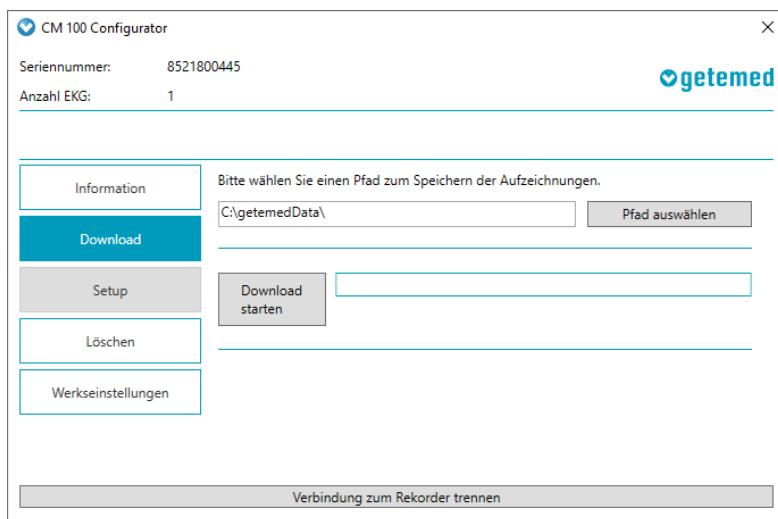 CM 100 Configurator
Seriennummer: 8521800445
getemed
Anzahl EKG: 1
Information
Download
Setup
Löschen
Werkseinstellungen
Bitte wählen Sie einen Pfad zum Speichern der Aufzeichnungen.
C:\getemedData\
Pfad auswählen
Download
starten
Verbindung zum Rekorder trennen